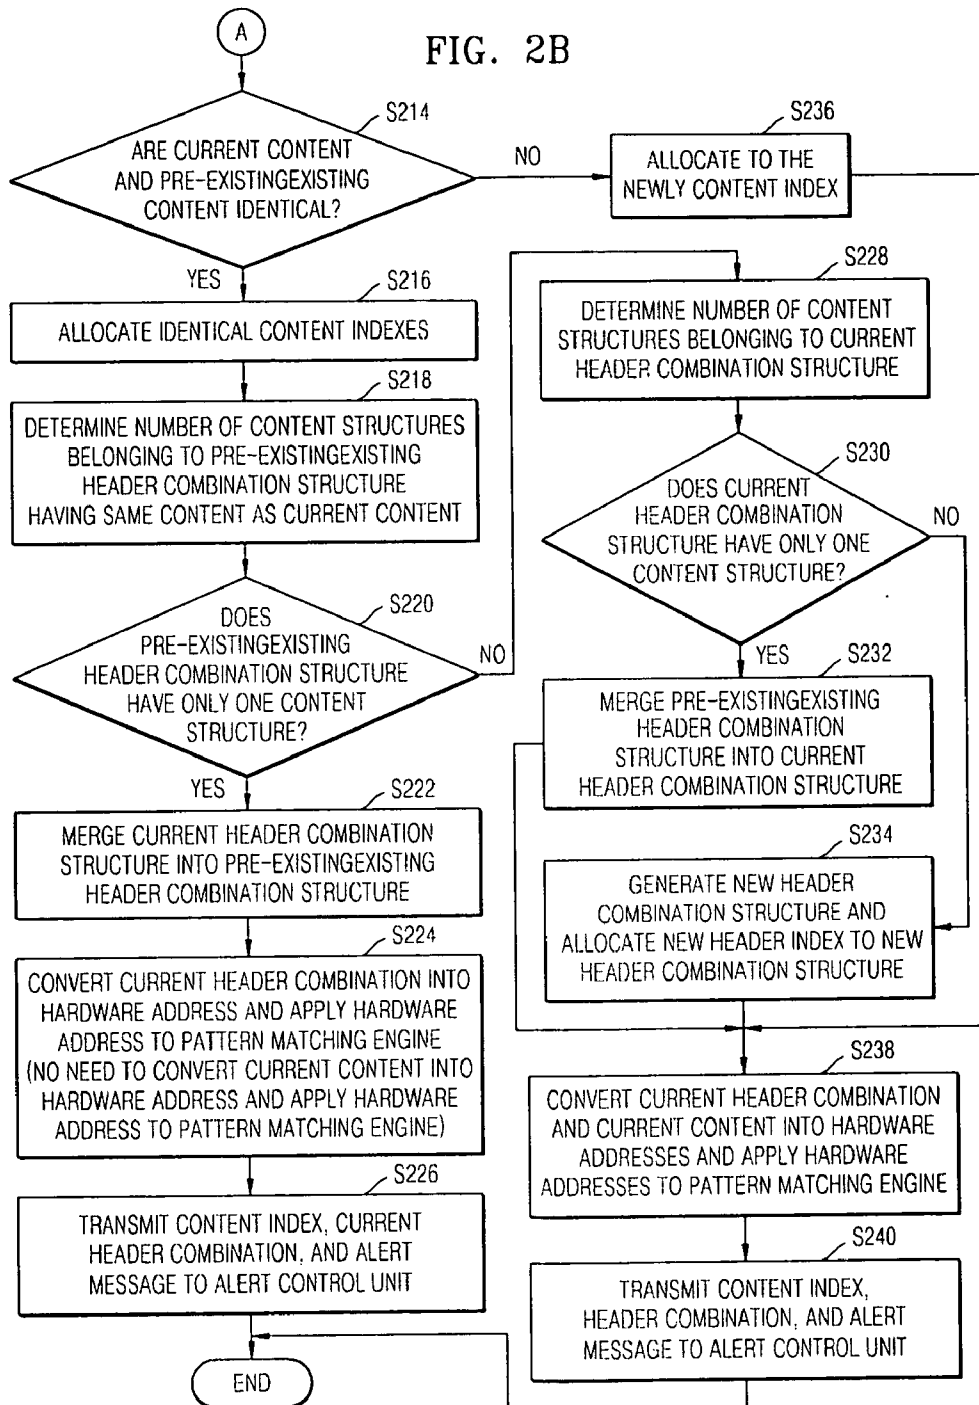 A
FIG. 2B
S214
ARE CURRENT CONTENT
AND PRE-EXISTINGEXISTING
CONTENT IDENTICAL?
NO
S236
ALLOCATE TO THE
NEWLY CONTENT INDEX
YES
S216
ALLOCATE IDENTICAL CONTENT INDEXES
S218
DETERMINE NUMBER OF CONTENT STRUCTURES
BELONGING TO PRE-EXISTINGEXISTING
HEADER COMBINATION STRUCTURE
HAVING SAME CONTENT AS CURRENT CONTENT
S220
DOES
PRE-EXISTINGEXISTING
HEADER COMBINATION STRUCTURE
HAVE ONLY ONE CONTENT
STRUCTURE?
NO
YES
S222
MERGE CURRENT HEADER COMBINATION
STRUCTURE INTO PRE-EXISTINGEXISTING
HEADER COMBINATION STRUCTURE
S224
CONVERT CURRENT HEADER COMBINATION INTO
HARDWARE ADDRESS AND APPLY HARDWARE
ADDRESS TO PATTERN MATCHING ENGINE
(NO NEED TO CONVERT CURRENT CONTENT INTO
HARDWARE ADDRESS AND APPLY HARDWARE
ADDRESS TO PATTERN MATCHING ENGINE)
S226
TRANSMIT CONTENT INDEX, CURRENT
HEADER COMBINATION, AND ALERT
MESSAGE TO ALERT CONTROL UNIT
END
S228
DETERMINE NUMBER OF CONTENT
STRUCTURES BELONGING TO CURRENT
HEADER COMBINATION STRUCTURE
S230
DOES CURRENT
HEADER COMBINATION
STRUCTURE HAVE ONLY ONE
CONTENT STRUCTURE?
NO
YES
S232
MERGE PRE-EXISTINGEXISTING
HEADER COMBINATION
STRUCTURE INTO CURRENT
HEADER COMBINATION STRUCTURE
S234
GENERATE NEW HEADER
COMBINATION STRUCTURE AND
ALLOCATE NEW HEADER INDEX TO NEW
HEADER COMBINATION STRUCTURE
S238
CONVERT CURRENT HEADER COMBINATION
AND CURRENT CONTENT INTO HARDWARE
ADDRESSES AND APPLY HARDWARE
ADDRESSES TO PATTERN MATCHING ENGINE
S240
TRANSMIT CONTENT INDEX,
HEADER COMBINATION, AND ALERT
MESSAGE TO ALERT CONTROL UNIT